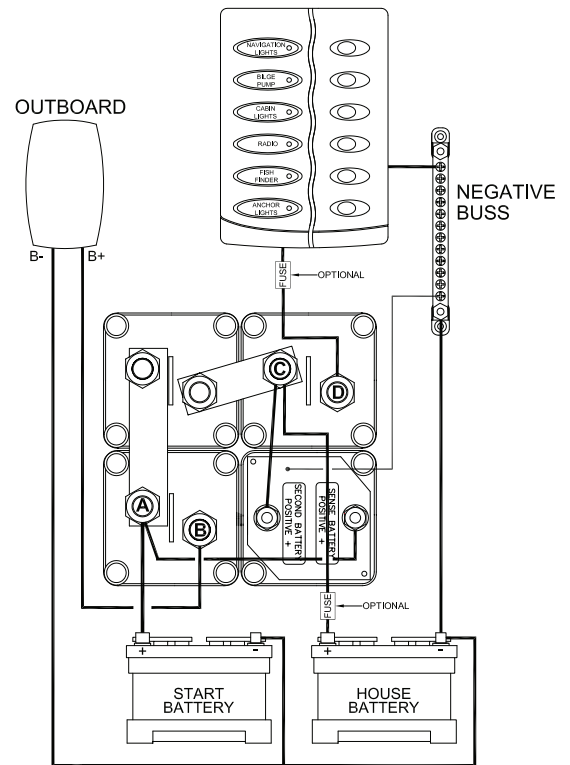 NAVIGATION
LIGHTS
BILGE
PUMP
CABIN
LIGHTS
RADIO
FISH
FINDER
ANCHOR
LIGHTS
OUTBOARD
B-
B+
NEGATIVE
BUSS
FUSE
OPTIONAL
C
D
A
B
SECOND BATTERY
POSITIVE +
SENSE BATTERY
POSITIVE +
FUSE
OPTIONAL
+
-
START
BATTERY
+
-
HOUSE
BATTERY